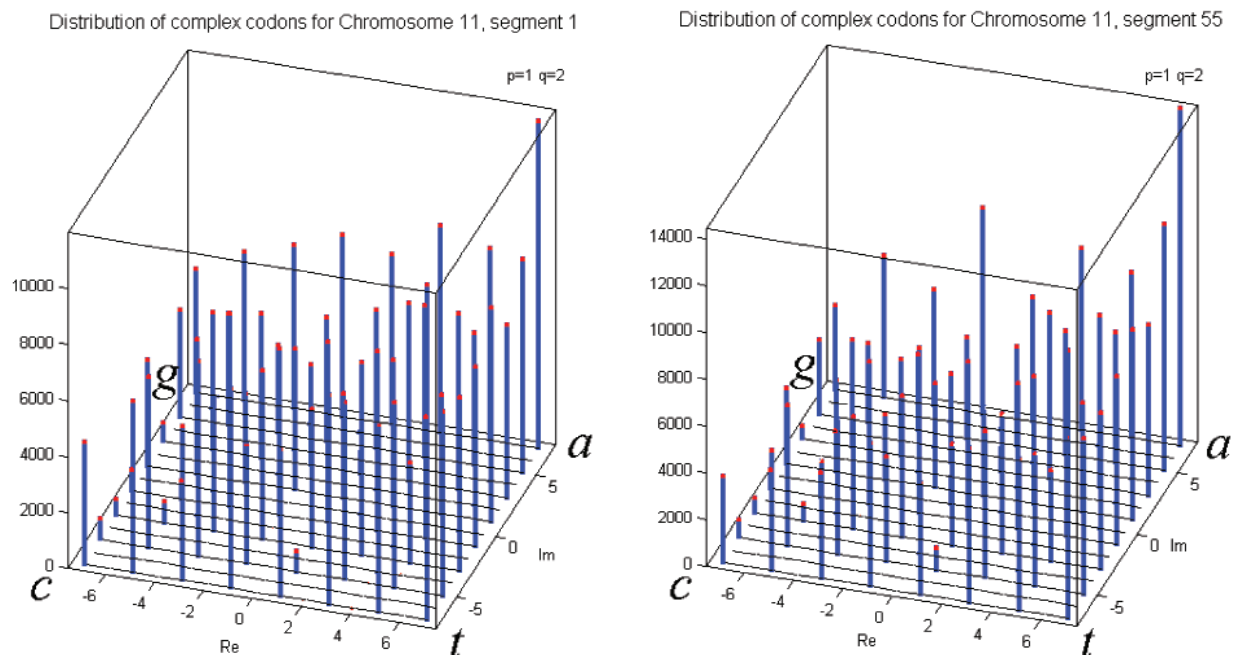 Distribution of complex codons for Chromosome 11, segment 1
p=1 q=2
10000
8000
6000
4000
2000
0
g
a
c
t
-6
-4
-2
0
2
4
6
Re
-5
0
5
Im
Distribution of complex codons for Chromosome 11, segment 55
p=1 q=2
14000
12000
10000
8000
6000
4000
2000
0
g
a
c
t
-6
-4
-2
0
2
4
6
Re
-5
0
5
Im